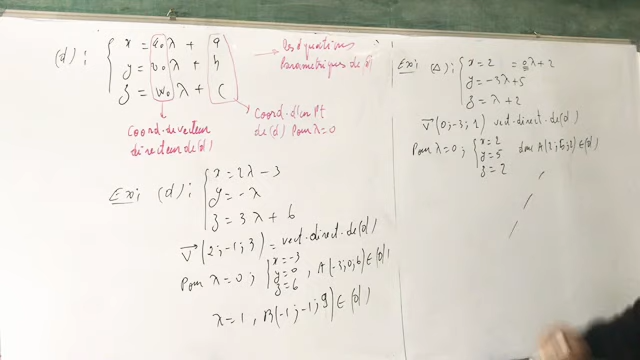 (d) : { x = u₀λ + a
y = v₀λ + b
z = w₀λ + c
les équations
Paramétriques de (d)
Coord. de vecteur
directeur de (d)
Coord. d'un Pt
de (d) Pour λ=0
Ex : (d) : { x = 2λ - 3
y = -λ
z = 3λ + 6
V⃗ (2 ; -1 ; 3) = vect. direct. de (d)
Pour λ = 0 ; { x = -3
y = 0 , A(-3 ; 0 ; 6) ∈ (d)
z = 6
λ = 1 , B(-1 ; -1 ; 9) ∈ (d)
Ex : (Δ) : { x = 2 = 0λ + 2
y = -3λ + 5
z = λ + 2
V⃗ (0 ; -3 ; 1) vect. direct. de (d)
Pour λ = 0 ; { x = 2
y = 5 donc A(2 ; 5 ; 2) ∈ (d)
z = 2